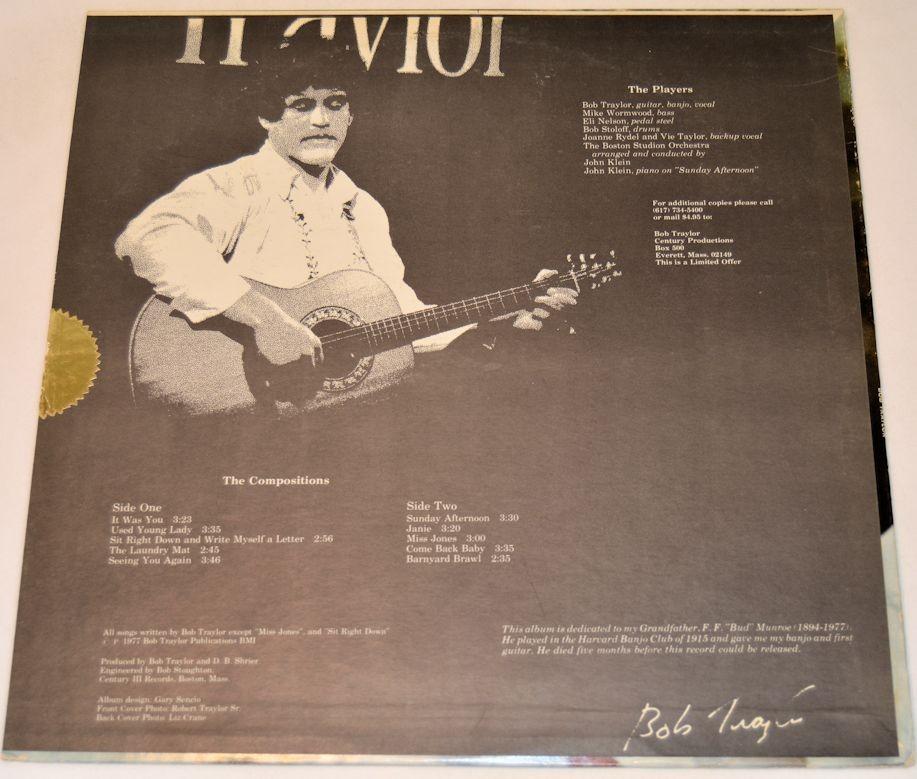 Traylor
The Players
Bob Traylor, guitar, banjo, vocal
Mike Wormwood, bass
Eli Nelson, pedal steel
Bob Stoloff, drums
Joanne Rydel and Vie Taylor, backup vocal
The Boston Studion Orchestra
arranged and conducted by
John Klein
John Klein, piano on "Sunday Afternoon"
For additional copies please call
(617) 734-5400
or mail $4.95 to:
Bob Traylor
Century Productions
Box 500
Everett, Mass. 02149
This is a Limited Offer
The Compositions
Side One
It Was You 3:23
Used Young Lady 3:35
Sit Right Down and Write Myself a Letter 2:56
The Laundry Mat 2:45
Seeing You Again 3:46
Side Two
Sunday Afternoon 3:30
Janie 3:20
Miss Jones 3:00
Come Back Baby 3:35
Barnyard Brawl 2:35
All songs written by Bob Traylor except "Miss Jones", and "Sit Right Down"
P 1977 Bob Traylor Publications BMI
Produced by Bob Traylor and D. B. Shrier
Engineered by Bob Stoughton
Century III Records, Boston, Mass.
Album design: Gary Sencio
Front Cover Photo: Robert Traylor Sr.
Back Cover Photo: Liz Crane
This album is dedicated to my Grandfather, F. F. "Bud" Munroe (1894-1977).
He played in the Harvard Banjo Club of 1915 and gave me my banjo and first
guitar. He died five months before this record could be released.
Bob Traylor